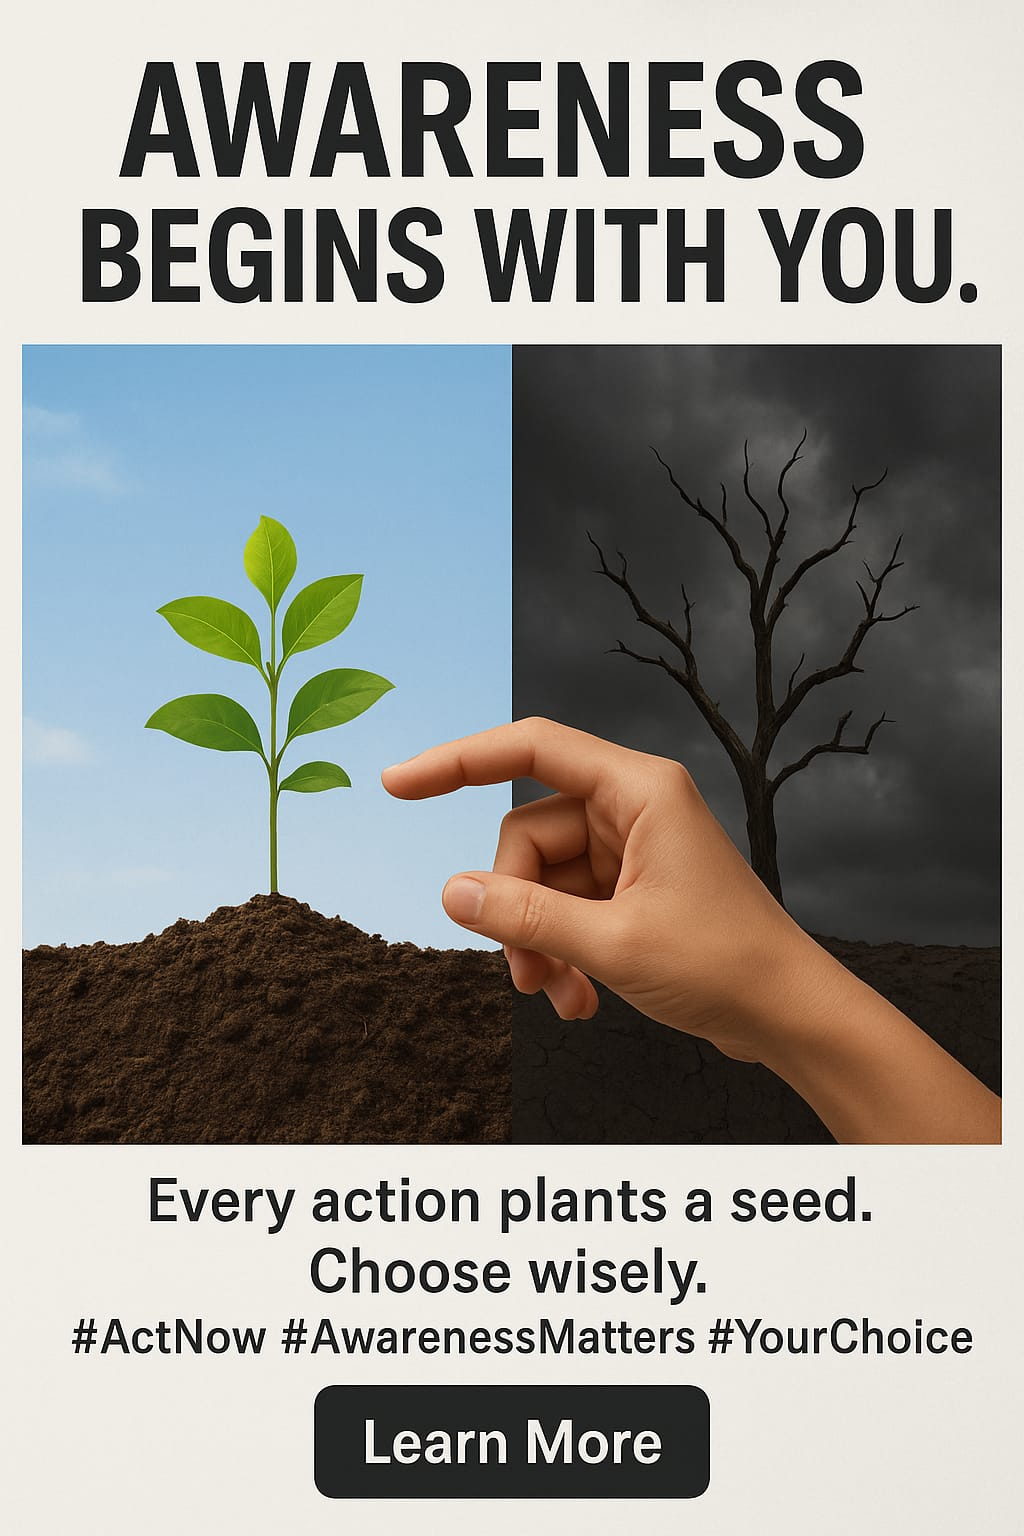 AWARENESS
BEGINS WITH YOU.
Every action plants a seed.
Choose wisely.
#ActNow #AwarenessMatters #YourChoice
Learn More